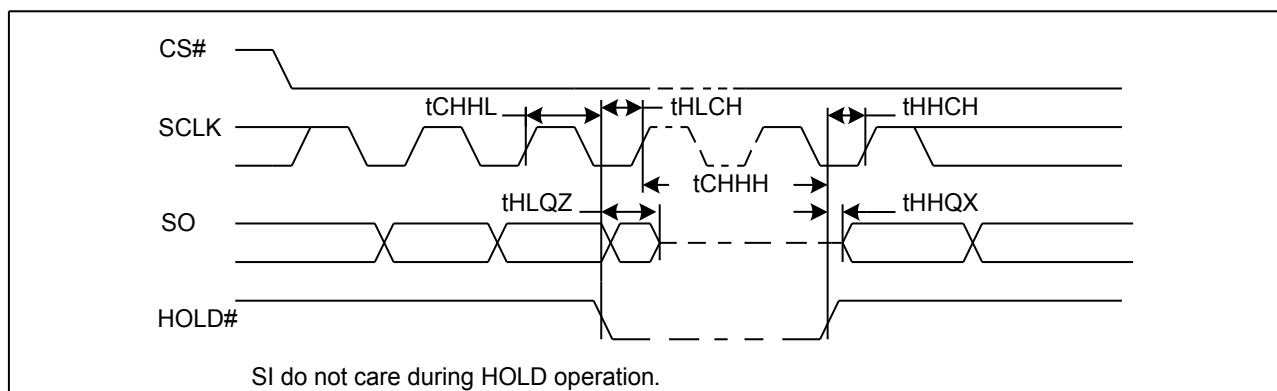 CS#
tCHHL
tHLCH
tHHCH
SCLK
tCHHH
tHLQZ
tHHQX
SO
HOLD#
SI do not care during HOLD operation.